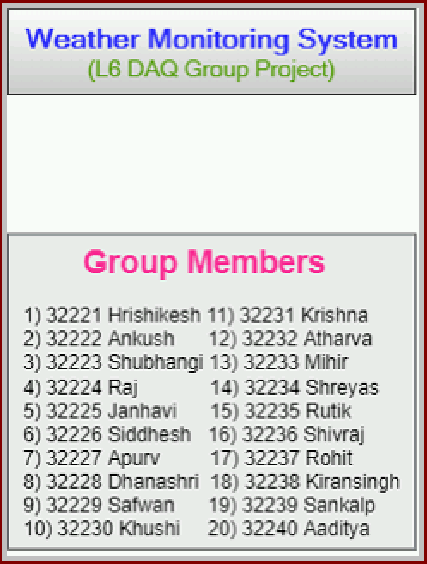 Weather Monitoring System
(L6 DAQ Group Project)
Group Members
1) 32221 Hrishikesh 11) 32231 Krishna
2) 32222 Ankush 12) 32232 Atharva
3) 32223 Shubhangi 13) 32233 Mihir
4) 32224 Raj 14) 32234 Shreyas
5) 32225 Janhavi 15) 32235 Rutik
6) 32226 Siddhesh 16) 32236 Shivraj
7) 32227 Apurv 17) 32237 Rohit
8) 32228 Dhanashri 18) 32238 Kiransingh
9) 32229 Safwan 19) 32239 Sankalp
10) 32230 Khushi 20) 32240 Aaditya